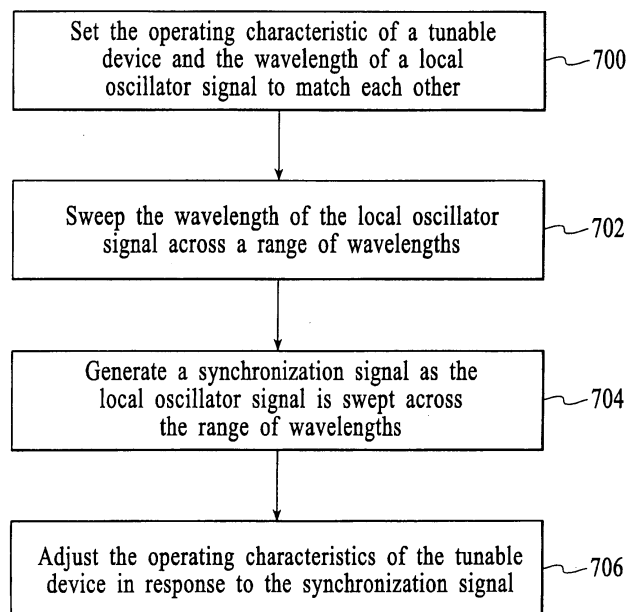 Set the operating characteristic of a tunable
device and the wavelength of a local
oscillator signal to match each other
700
Sweep the wavelength of the local oscillator
signal across a range of wavelengths
702
Generate a synchronization signal as the
local oscillator signal is swept across
the range of wavelengths
704
Adjust the operating characteristics of the tunable
device in response to the synchronization signal
706